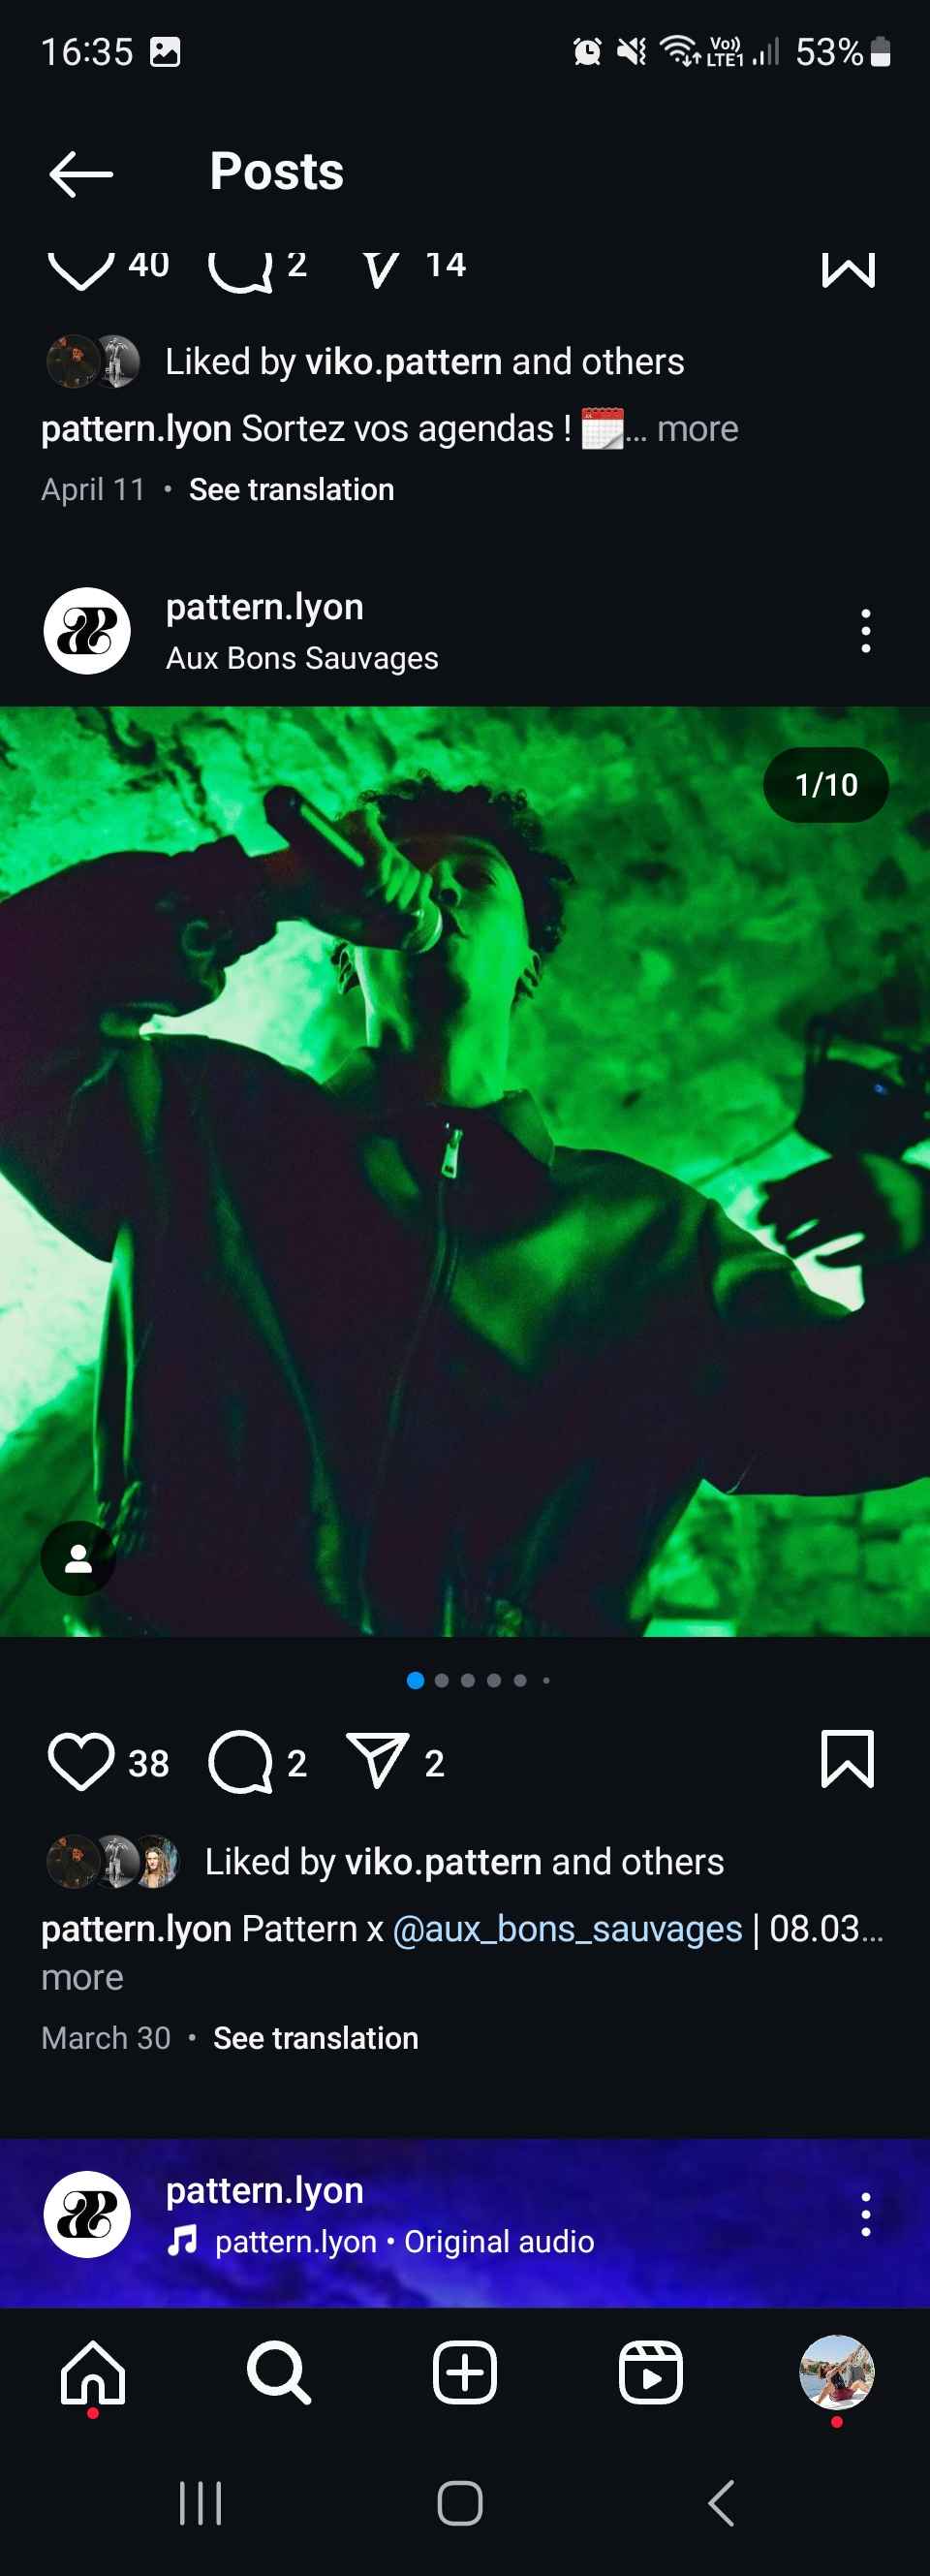 16:35
Vo)) LTE1 53%
Posts
40 2 14
Liked by viko.pattern and others
pattern.lyon Sortez vos agendas ! 🗓️... more
April 11 • See translation
pattern.lyon
Aux Bons Sauvages
1/10
38 2 2
Liked by viko.pattern and others
pattern.lyon Pattern x @aux_bons_sauvages | 08.03...
more
March 30 • See translation
pattern.lyon
pattern.lyon • Original audio